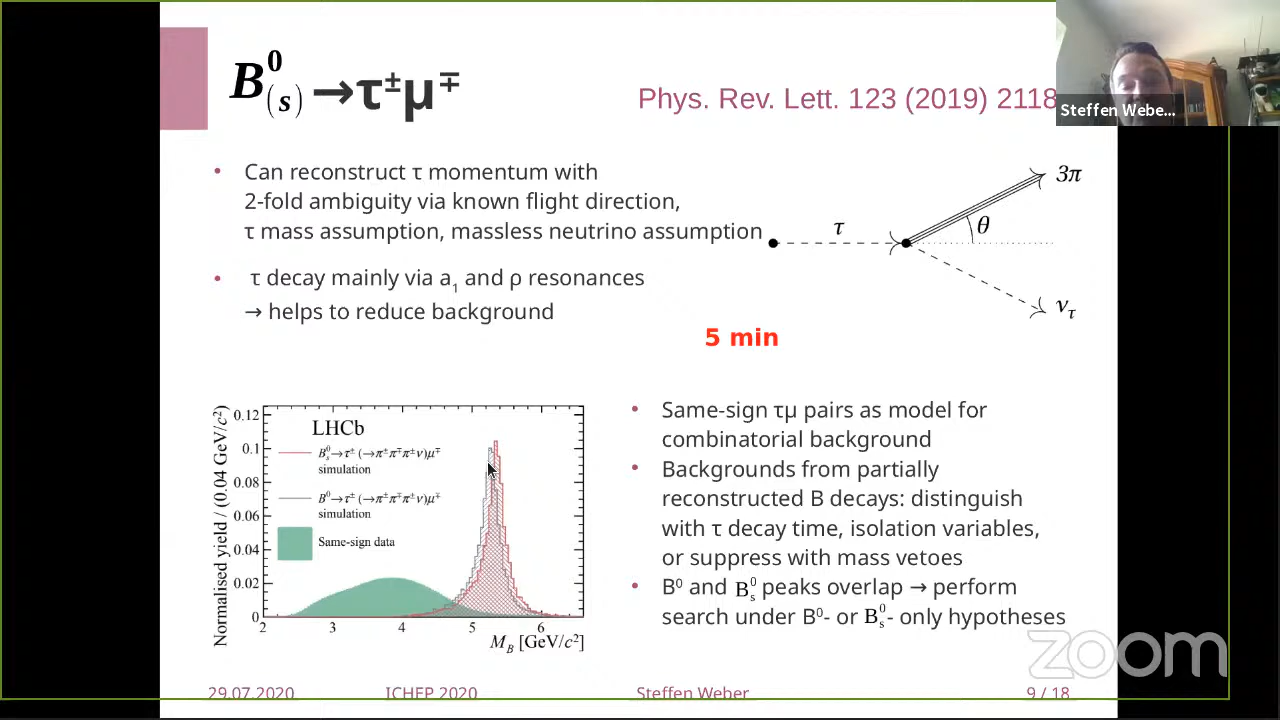 B⁰₍ₛ₎→τ±μ∓
Phys. Rev. Lett. 123 (2019) 2118
Steffen Webe...
• Can reconstruct τ momentum with
2-fold ambiguity via known flight direction,
τ mass assumption, massless neutrino assumption
• τ decay mainly via a₁ and ρ resonances
→ helps to reduce background
3π
θ
τ
ν_τ
5 min
Normalised yield / (0.04 GeV/c²)
0.12
0.1
0.08
0.06
0.04
0.02
0
LHCb
B⁰ₛ→τ±(→π±π∓π±ν)μ∓
simulation
B⁰→τ±(→π±π∓π±ν)μ∓
simulation
Same-sign data
2 3 4 5 6
M_B [GeV/c²]
• Same-sign τμ pairs as model for
combinatorial background
• Backgrounds from partially
reconstructed B decays: distinguish
with τ decay time, isolation variables,
or suppress with mass vetoes
• B⁰ and B⁰ₛ peaks overlap → perform
search under B⁰- or B⁰ₛ- only hypotheses
zoom
29.07.2020 ICHEP 2020 Steffen Weber 9 / 18